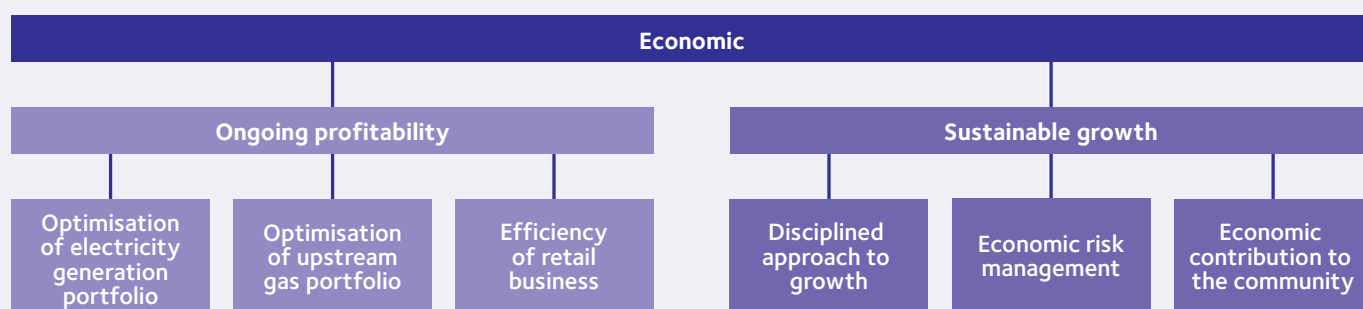 Economic
Ongoing profitability
Sustainable growth
Optimisation
of electricity
generation
portfolio
Optimisation
of upstream
gas portfolio
Efficiency
of retail
business
Disciplined
approach to
growth
Economic risk
management
Economic
contribution to
the community